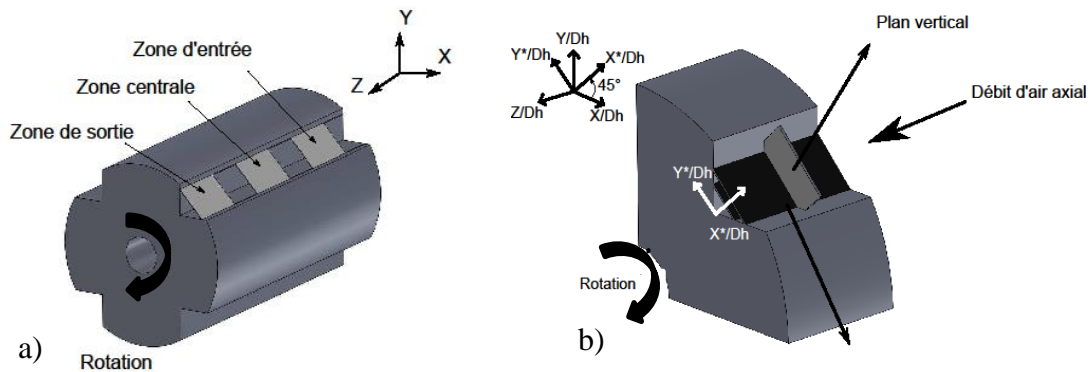 Zone d'entrée
Zone centrale
Zone de sortie
Y
X
Z
a)
Rotation
b)
Y/Dh
Y*/Dh
X*/Dh
45°
Z/Dh
X/Dh
Plan vertical
Débit d'air axial
Y*/Dh
X*/Dh
Rotation